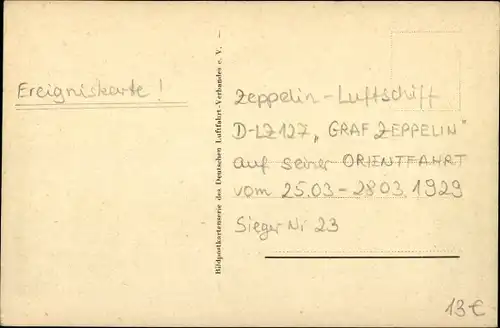 Ereigniskarte!
Bildpostkartenserie des Deutschen Luftfahrt-Verbandes e. V. —
Zeppelin-Luftschiff
D-LZ127 „GRAF ZEPPELIN"
auf seiner ORIENTFAHRT
vom 25.03-28.03.1929
Sieger Nr 23
13€